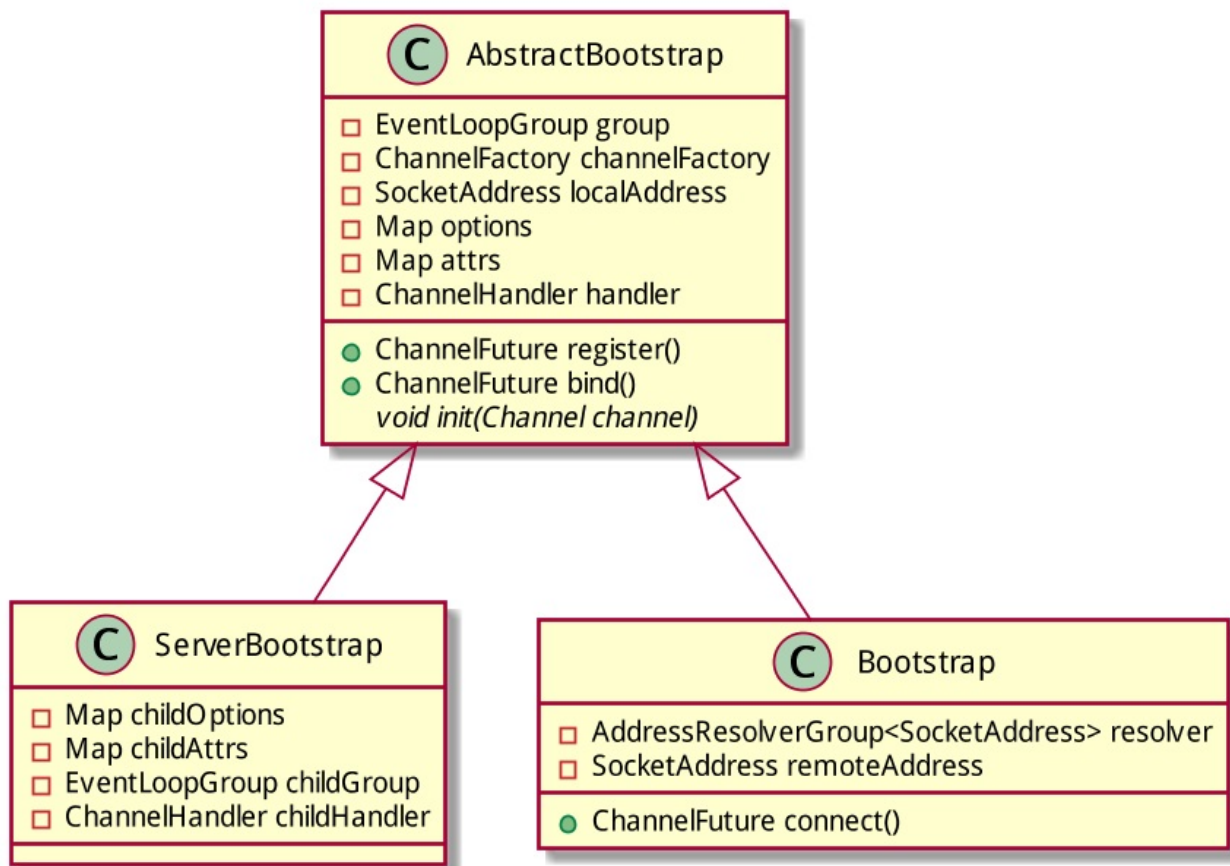 C AbstractBootstrap
EventLoopGroup group
ChannelFactory channelFactory
SocketAddress localAddress
Map options
Map attrs
ChannelHandler handler
ChannelFuture register()
ChannelFuture bind()
void init(Channel channel)
C ServerBootstrap
Map childOptions
Map childAttrs
EventLoopGroup childGroup
ChannelHandler childHandler
C Bootstrap
AddressResolverGroup<SocketAddress> resolver
SocketAddress remoteAddress
ChannelFuture connect()